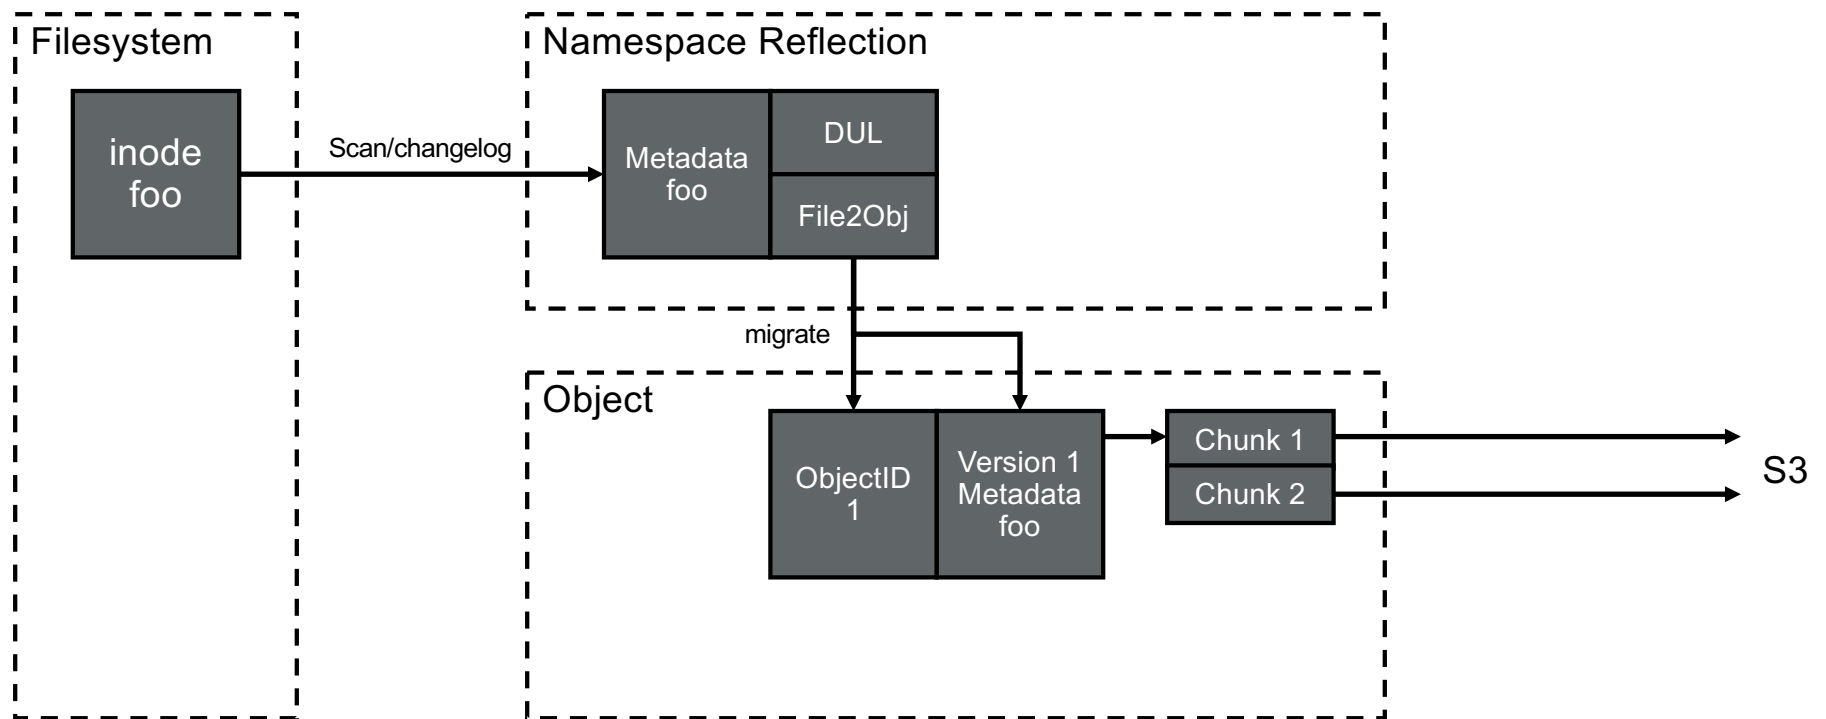 Filesystem
Namespace Reflection
inode
foo
Scan/changelog
Metadata
foo
DUL
File2Obj
migrate
Object
ObjectID
1
Version 1
Metadata
foo
Chunk 1
Chunk 2
S3